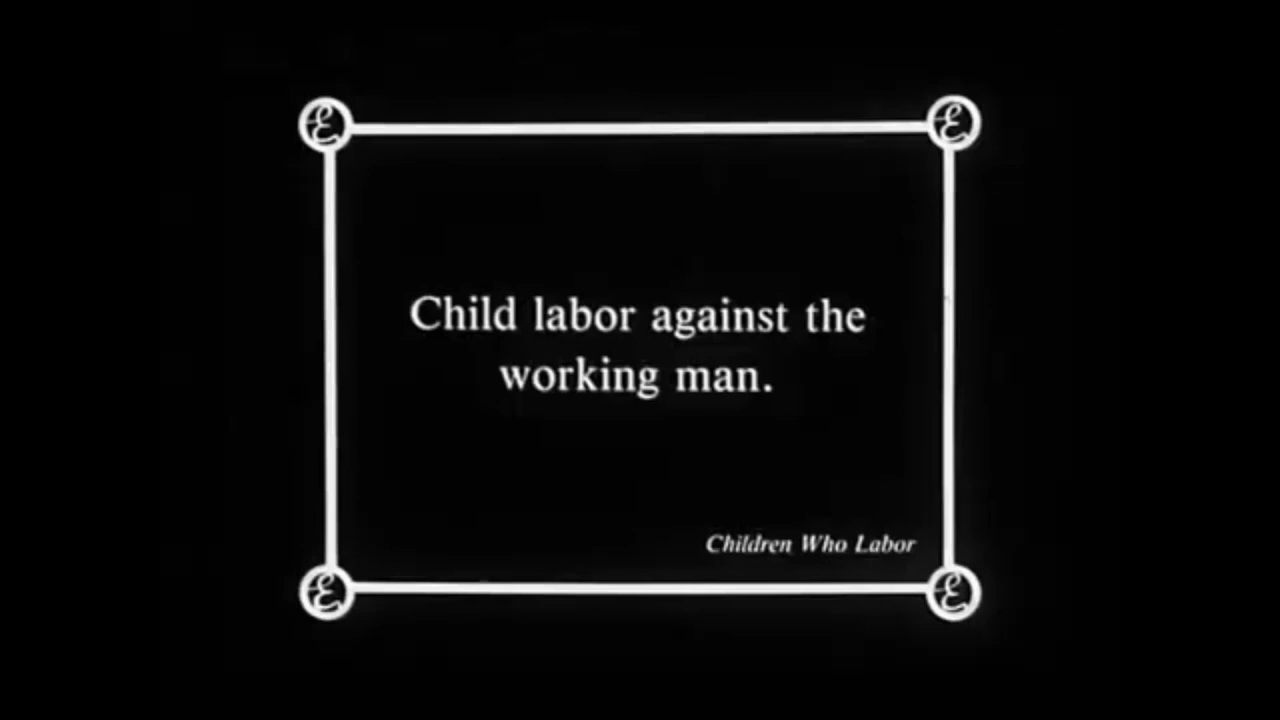 Child labor against the
working man.
Children Who Labor
E E
E E